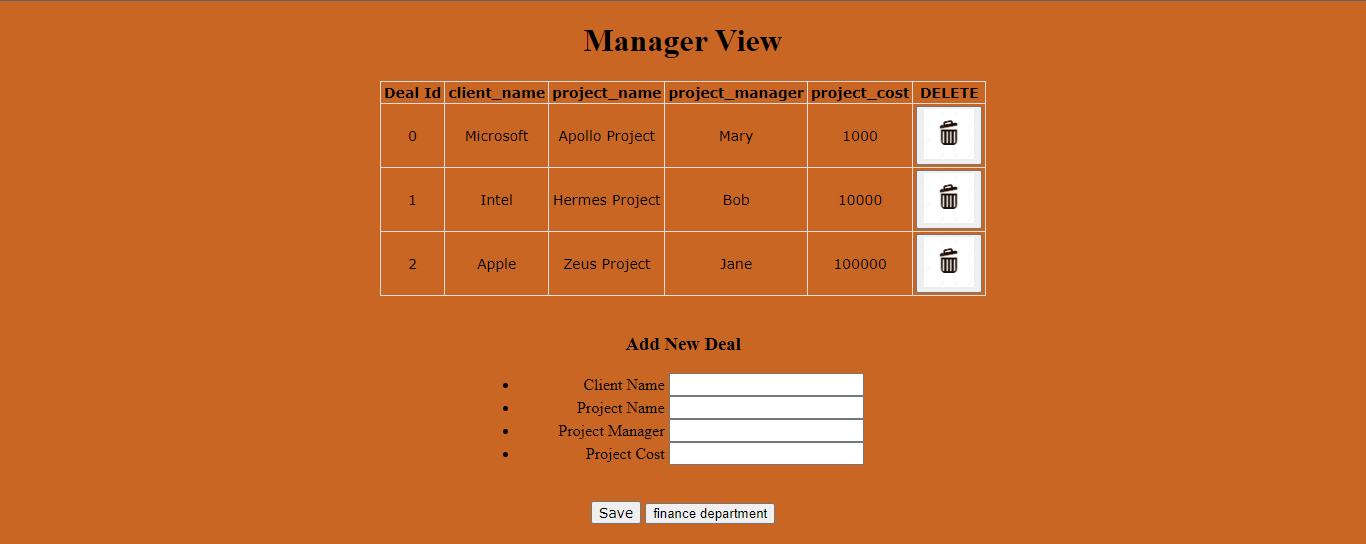 Manager View
Deal Id client_name project_name project_manager project_cost DELETE
0 Microsoft Apollo Project Mary 1000
1 Intel Hermes Project Bob 10000
2 Apple Zeus Project Jane 100000
Add New Deal
Client Name
Project Name
Project Manager
Project Cost
Save finance department